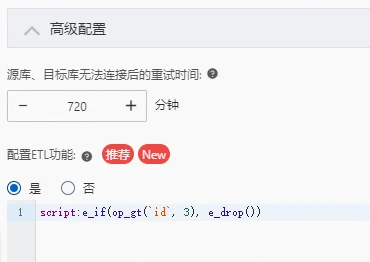 高级配置
源库、目标库无法连接后的重试时间: ?
− 720 + 分钟
配置ETL功能: ? 推荐 New
是 否
1 script:e_if(op_gt(`id`, 3), e_drop())